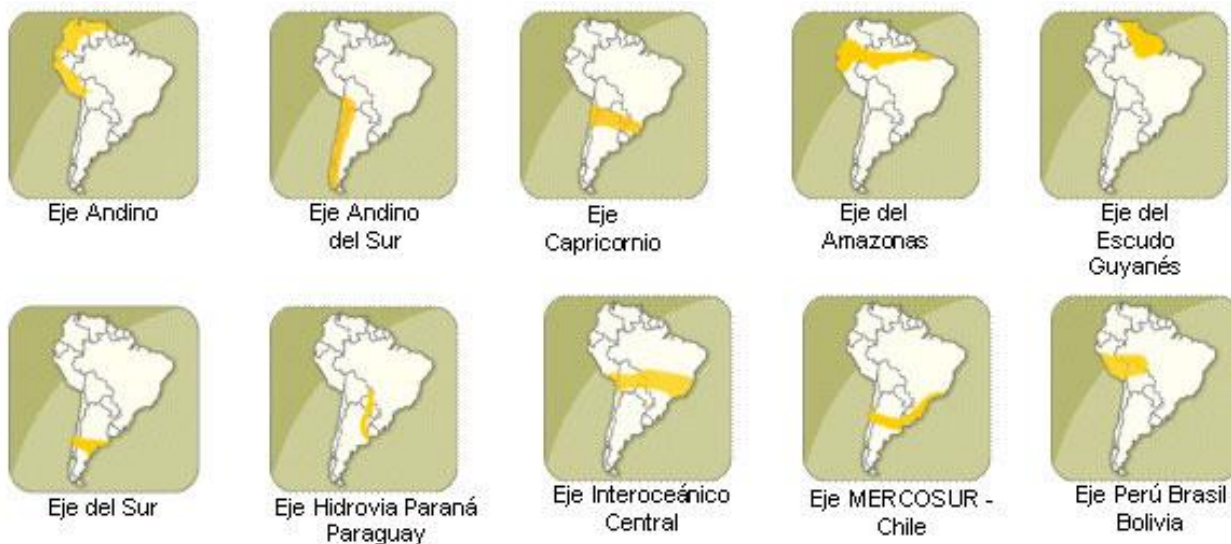 Eje Andino
Eje Andino
del Sur
Eje
Capricornio
Eje del
Amazonas
Eje del
Escudo
Guyanés
Eje del Sur
Eje Hidrovia Paraná
Paraguay
Eje Interoceánico
Central
Eje MERCOSUR -
Chile
Eje Perú Brasil
Bolivia